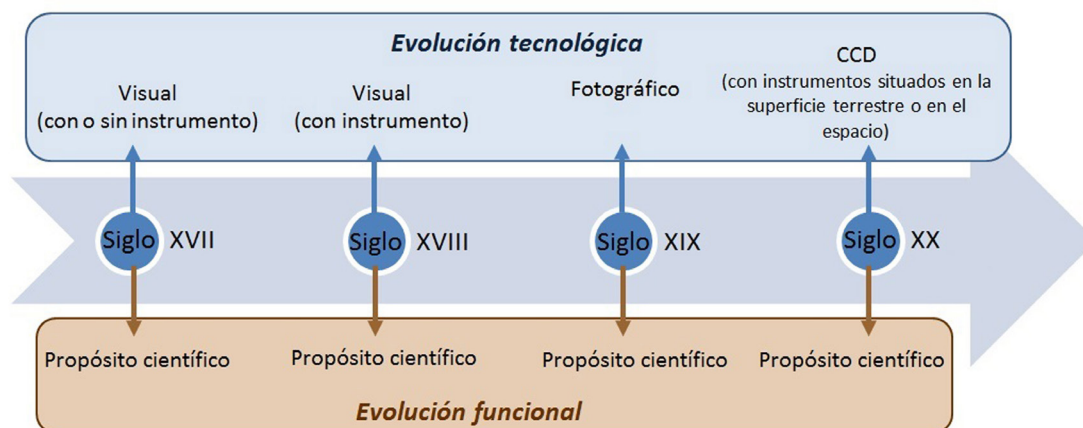 Evolución tecnológica
Visual
(con o sin instrumento)
Visual
(con instrumento)
Fotográfico
CCD
(con instrumentos situados en la
superficie terrestre o en el
espacio)
Siglo XVII
Siglo XVIII
Siglo XIX
Siglo XX
Propósito científico
Propósito científico
Propósito científico
Propósito científico
Evolución funcional